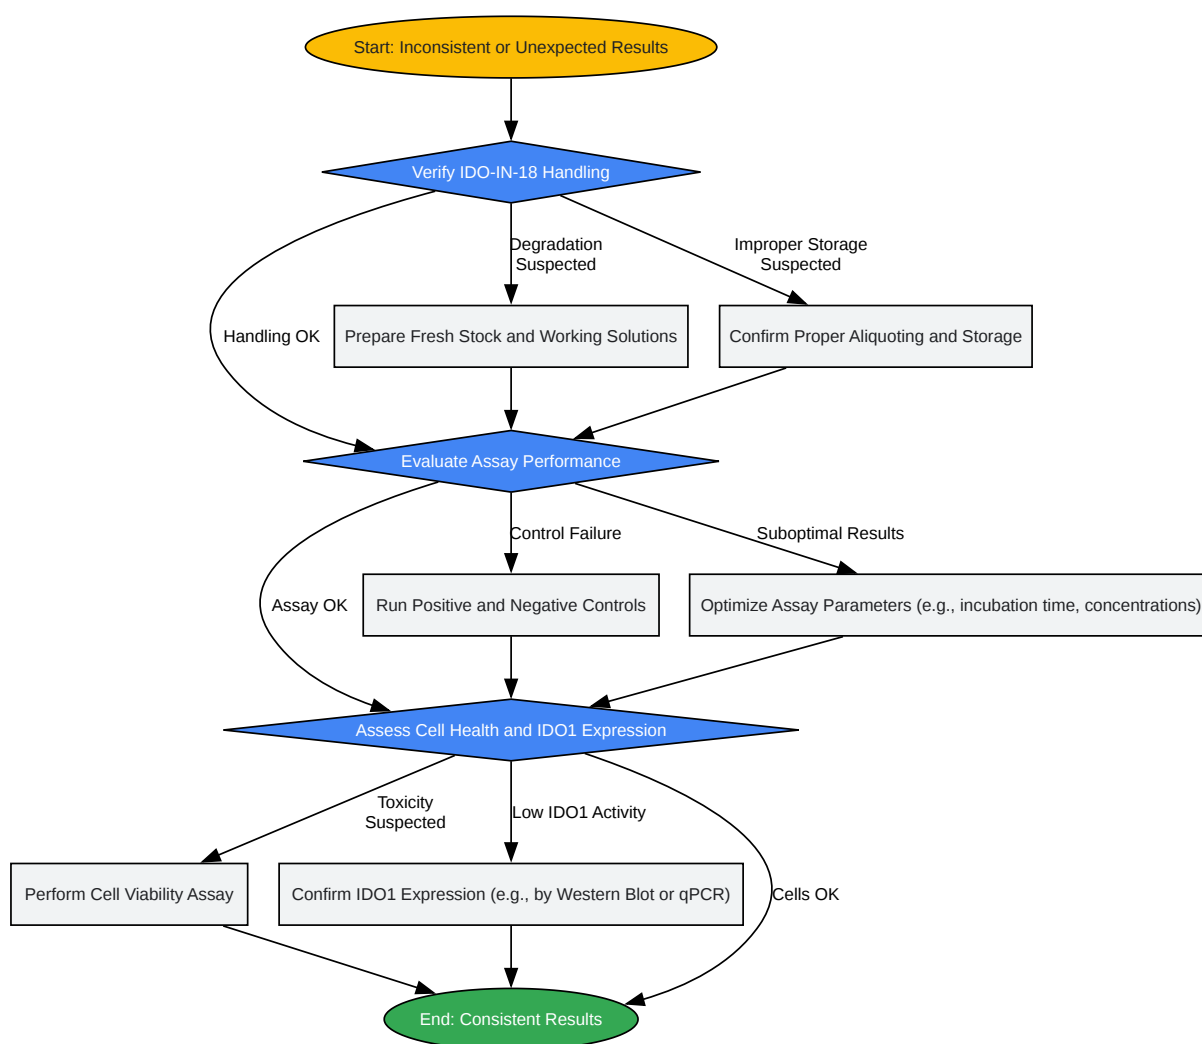 Start: Inconsistent or Unexpected Results
Verify IDO-IN-18 Handling
Degradation
Suspected
Improper Storage
Suspected
Handling OK
Prepare Fresh Stock and Working Solutions
Confirm Proper Aliquoting and Storage
Evaluate Assay Performance
Control Failure
Suboptimal Results
Assay OK
Run Positive and Negative Controls
Optimize Assay Parameters (e.g., incubation time, concentrations)
Assess Cell Health and IDO1 Expression
Toxicity
Suspected
Low IDO1 Activity
Perform Cell Viability Assay
Confirm IDO1 Expression (e.g., by Western Blot or qPCR)
Cells OK
End: Consistent Results